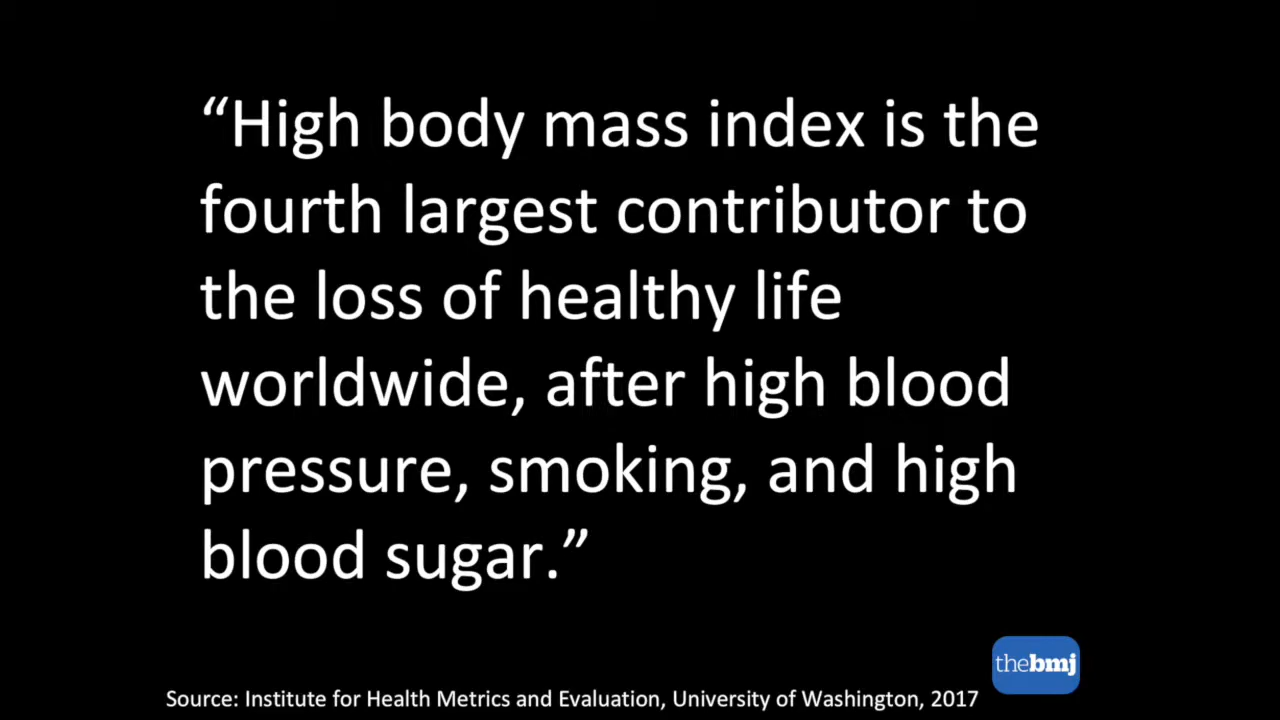 “High body mass index is the
fourth largest contributor to
the loss of healthy life
worldwide, after high blood
pressure, smoking, and high
blood sugar.”
thebmj
Source: Institute for Health Metrics and Evaluation, University of Washington, 2017